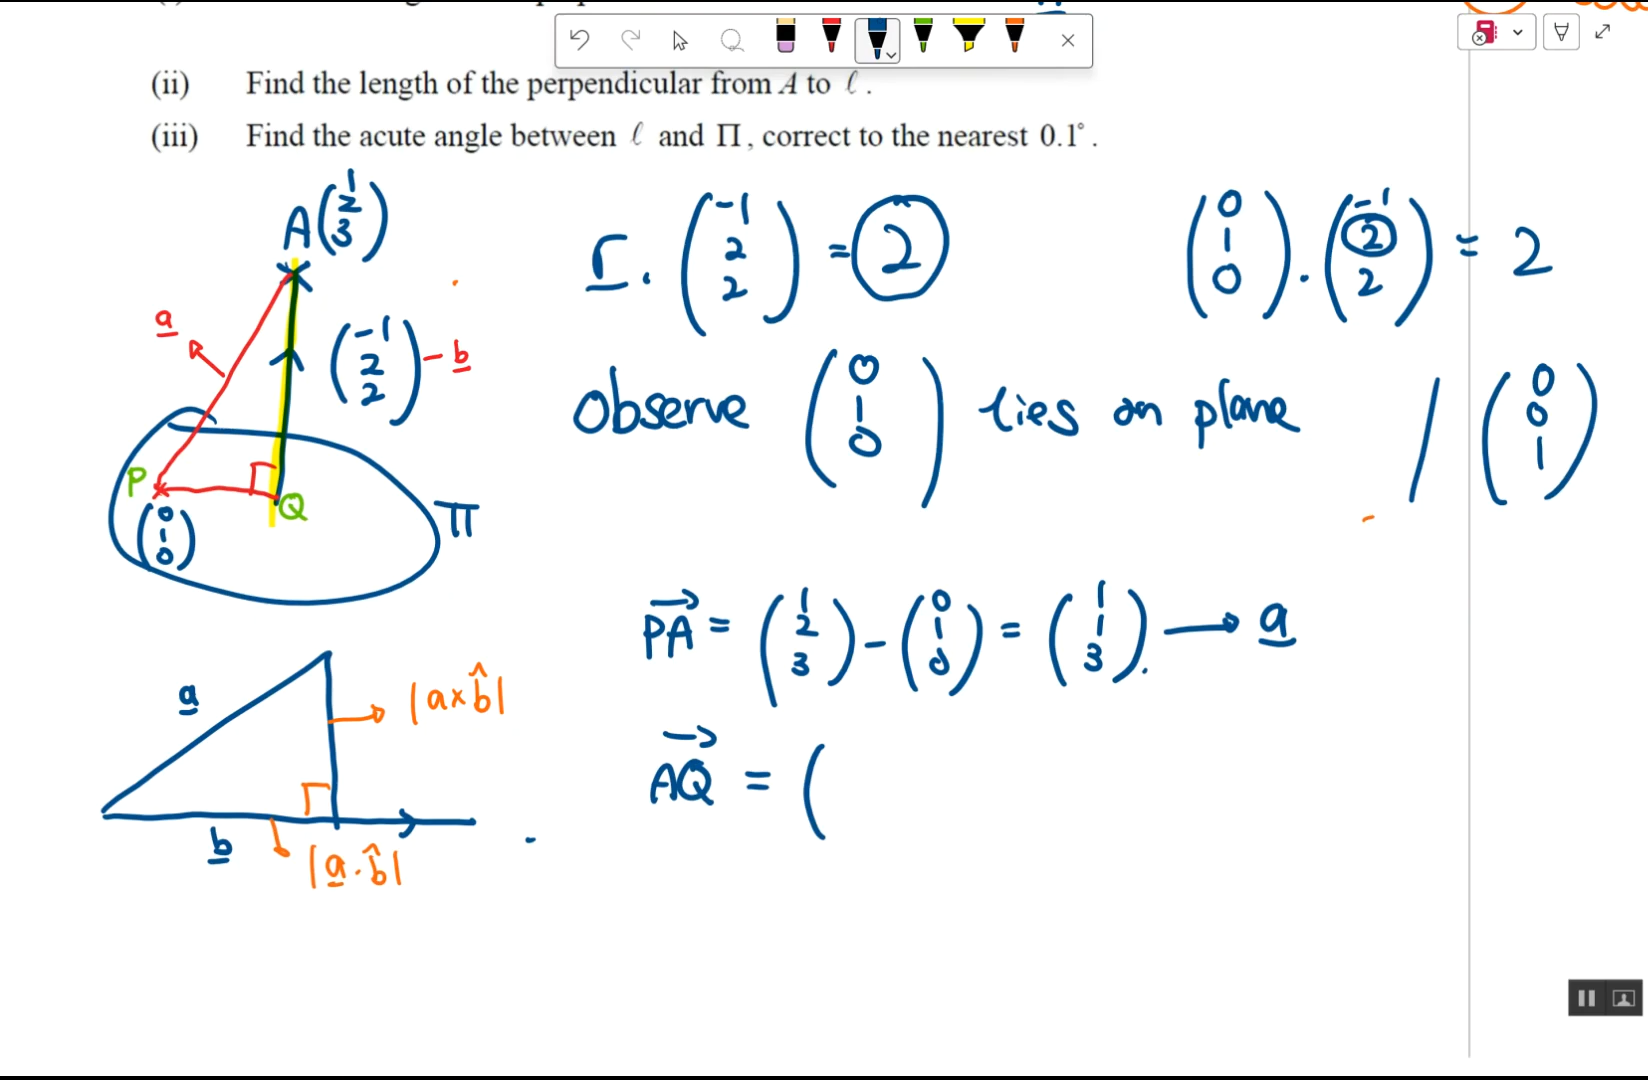 (ii) Find the length of the perpendicular from A to ℓ .
(iii) Find the acute angle between ℓ and Π , correct to the nearest 0.1° .
A (1 2 3)
r . (-1 2 2) = 2
(0 1 0) . (-1 2 2) = 2
a
(-1 2 2) - b
Observe (0 1 0) lies on plane / (0 0 1)
P
Q
Π
(0 1 0)
PA = (1 2 3) - (0 1 0) = (1 1 3) → a
a
|a×b̂|
AQ = (
b
|a·b̂|